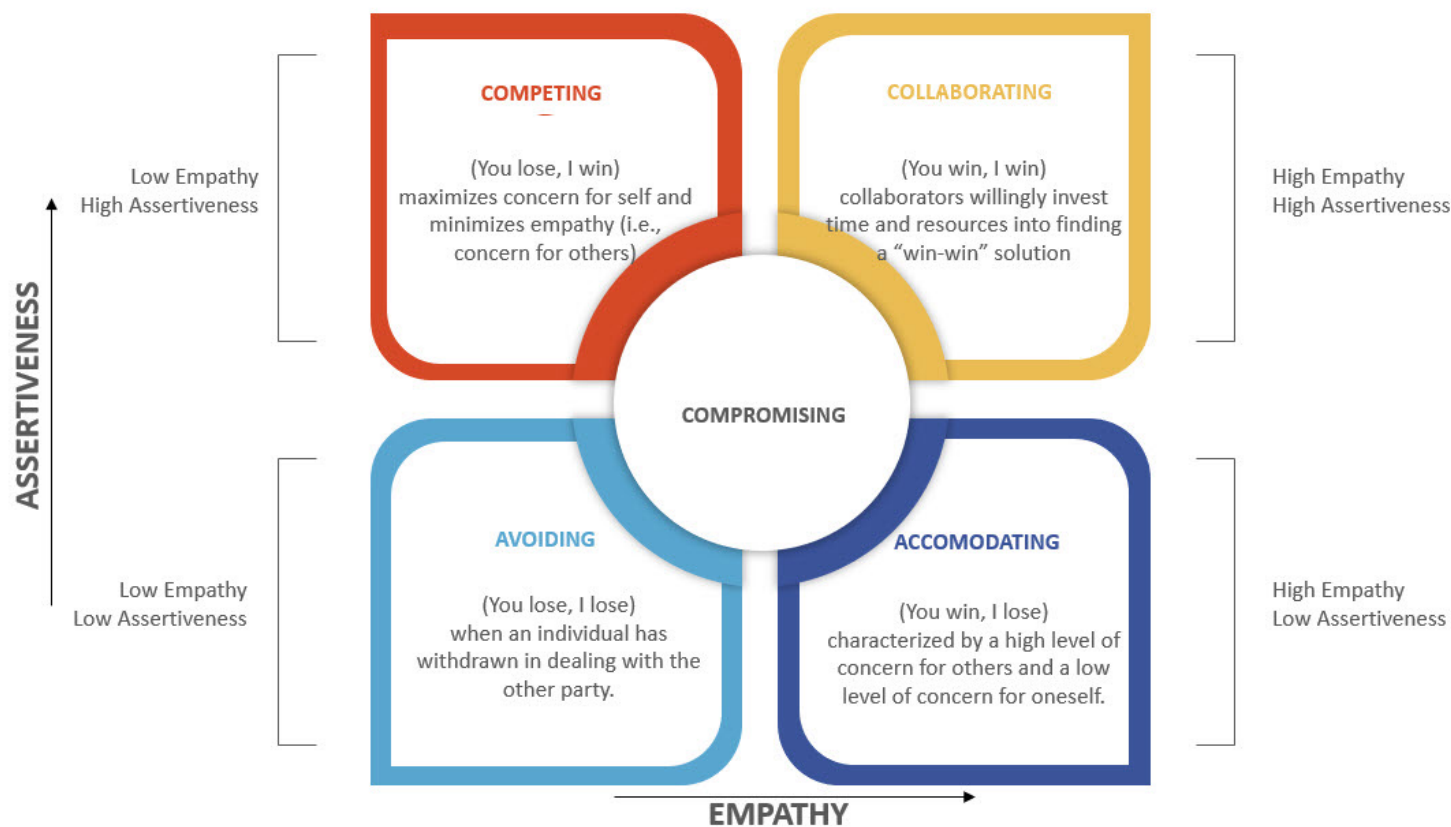 COMPETING
(You lose, I win)
maximizes concern for self and
minimizes empathy (i.e.,
concern for others)
COLLABORATING
(You win, I win)
collaborators willingly invest
time and resources into finding
a “win-win” solution
Low Empathy
High Assertiveness
High Empathy
High Assertiveness
ASSERTIVENESS
COMPROMISING
AVOIDING
(You lose, I lose)
when an individual has
withdrawn in dealing with the
other party.
ACCOMODATING
(You win, I lose)
characterized by a high level of
concern for others and a low
level of concern for oneself.
Low Empathy
Low Assertiveness
High Empathy
Low Assertiveness
EMPATHY